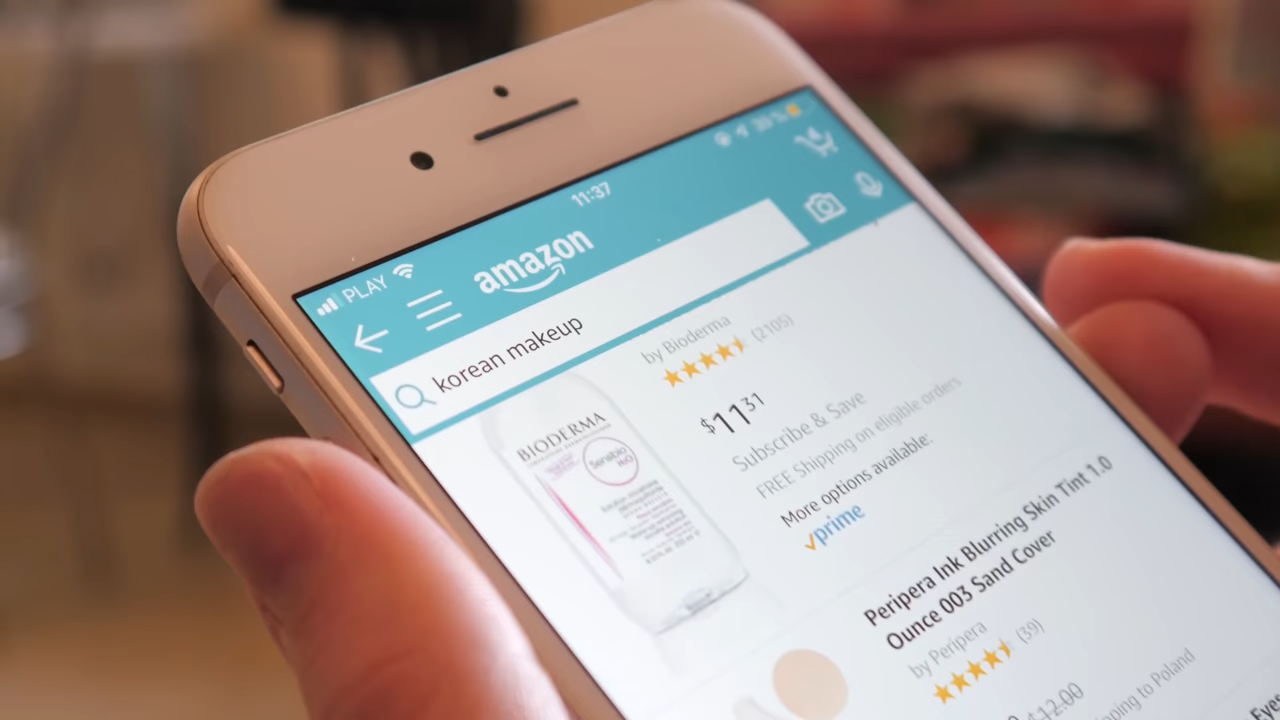 PLAY
11:37
amazon
korean makeup
by Bioderma
(2105)
$11 31
Subscribe & Save
FREE Shipping on eligible orders
More options available:
prime
BIODERMA
Sensibio
H2O
Peripera Ink Blurring Skin Tint 1.0
Ounce 003 Sand Cover
by Peripera
(39)
$12.00
to Poland